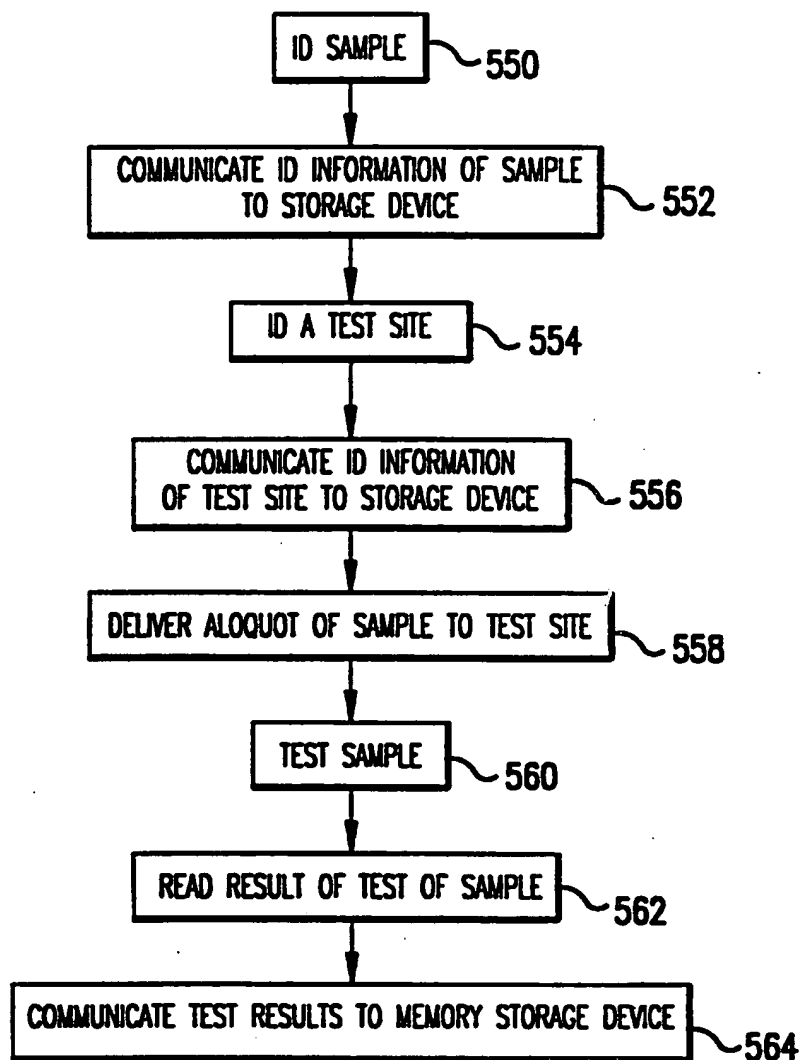 ID SAMPLE
550
COMMUNICATE ID INFORMATION OF SAMPLE
TO STORAGE DEVICE
552
ID A TEST SITE
554
COMMUNICATE ID INFORMATION
OF TEST SITE TO STORAGE DEVICE
556
DELIVER ALOQUOT OF SAMPLE TO TEST SITE
558
TEST SAMPLE
560
READ RESULT OF TEST OF SAMPLE
562
COMMUNICATE TEST RESULTS TO MEMORY STORAGE DEVICE
564